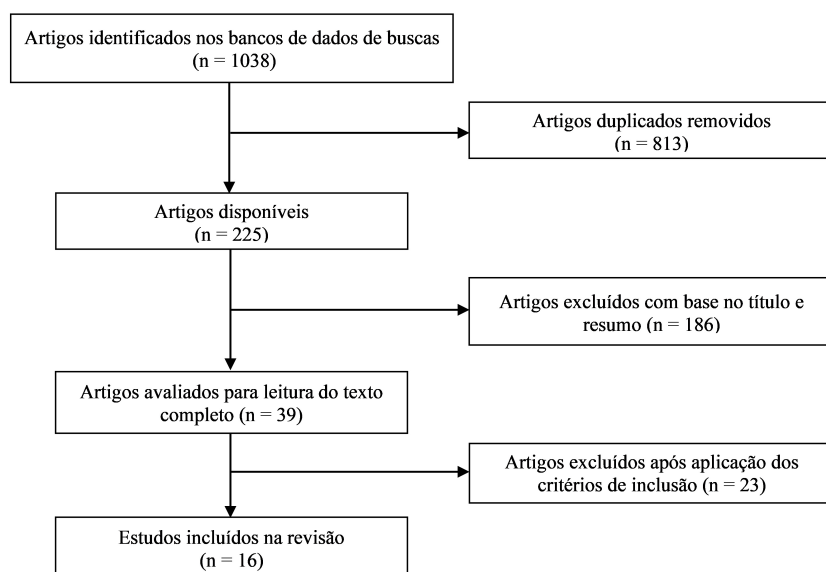 Artigos identificados nos bancos de dados de buscas
(n = 1038)
Artigos duplicados removidos
(n = 813)
Artigos disponíveis
(n = 225)
Artigos excluídos com base no título e
resumo (n = 186)
Artigos avaliados para leitura do texto
completo (n = 39)
Artigos excluídos após aplicação dos
critérios de inclusão (n = 23)
Estudos incluídos na revisão
(n = 16)